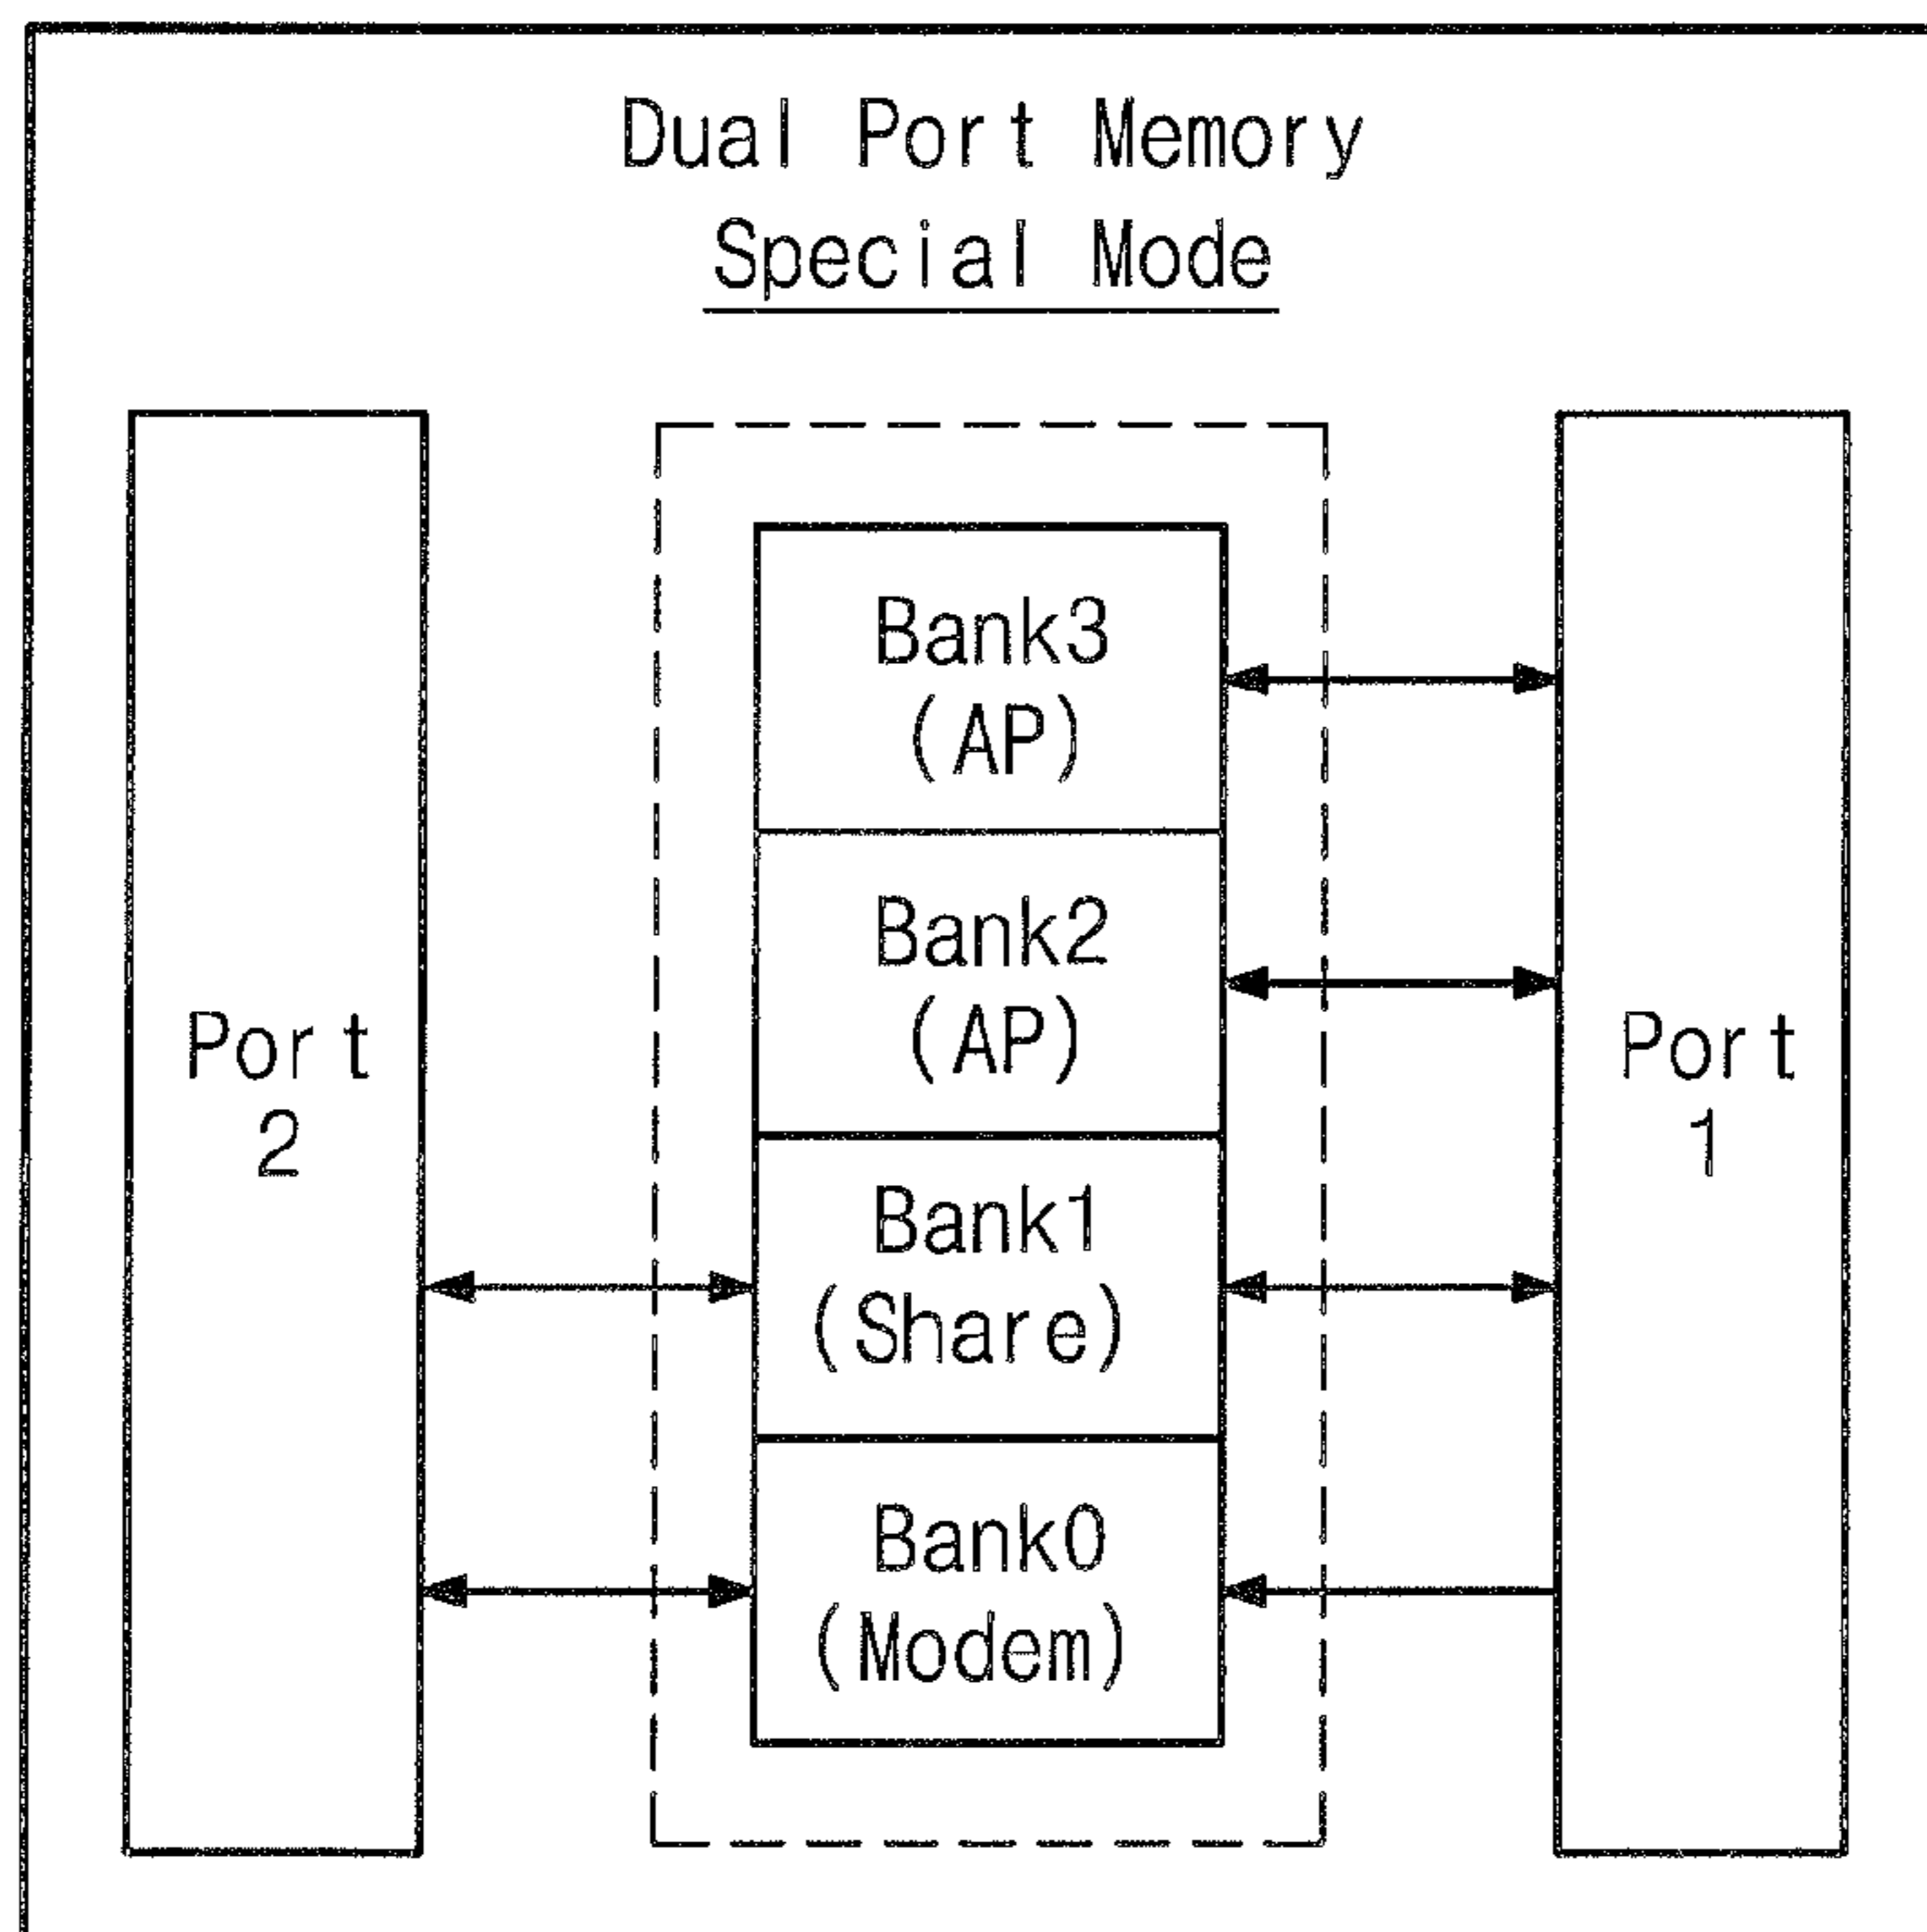 Dual Port Memory
Special Mode
Port
2
Bank3
(AP)
Bank2
(AP)
Bank1
(Share)
Bank0
(Modem)
Port
1